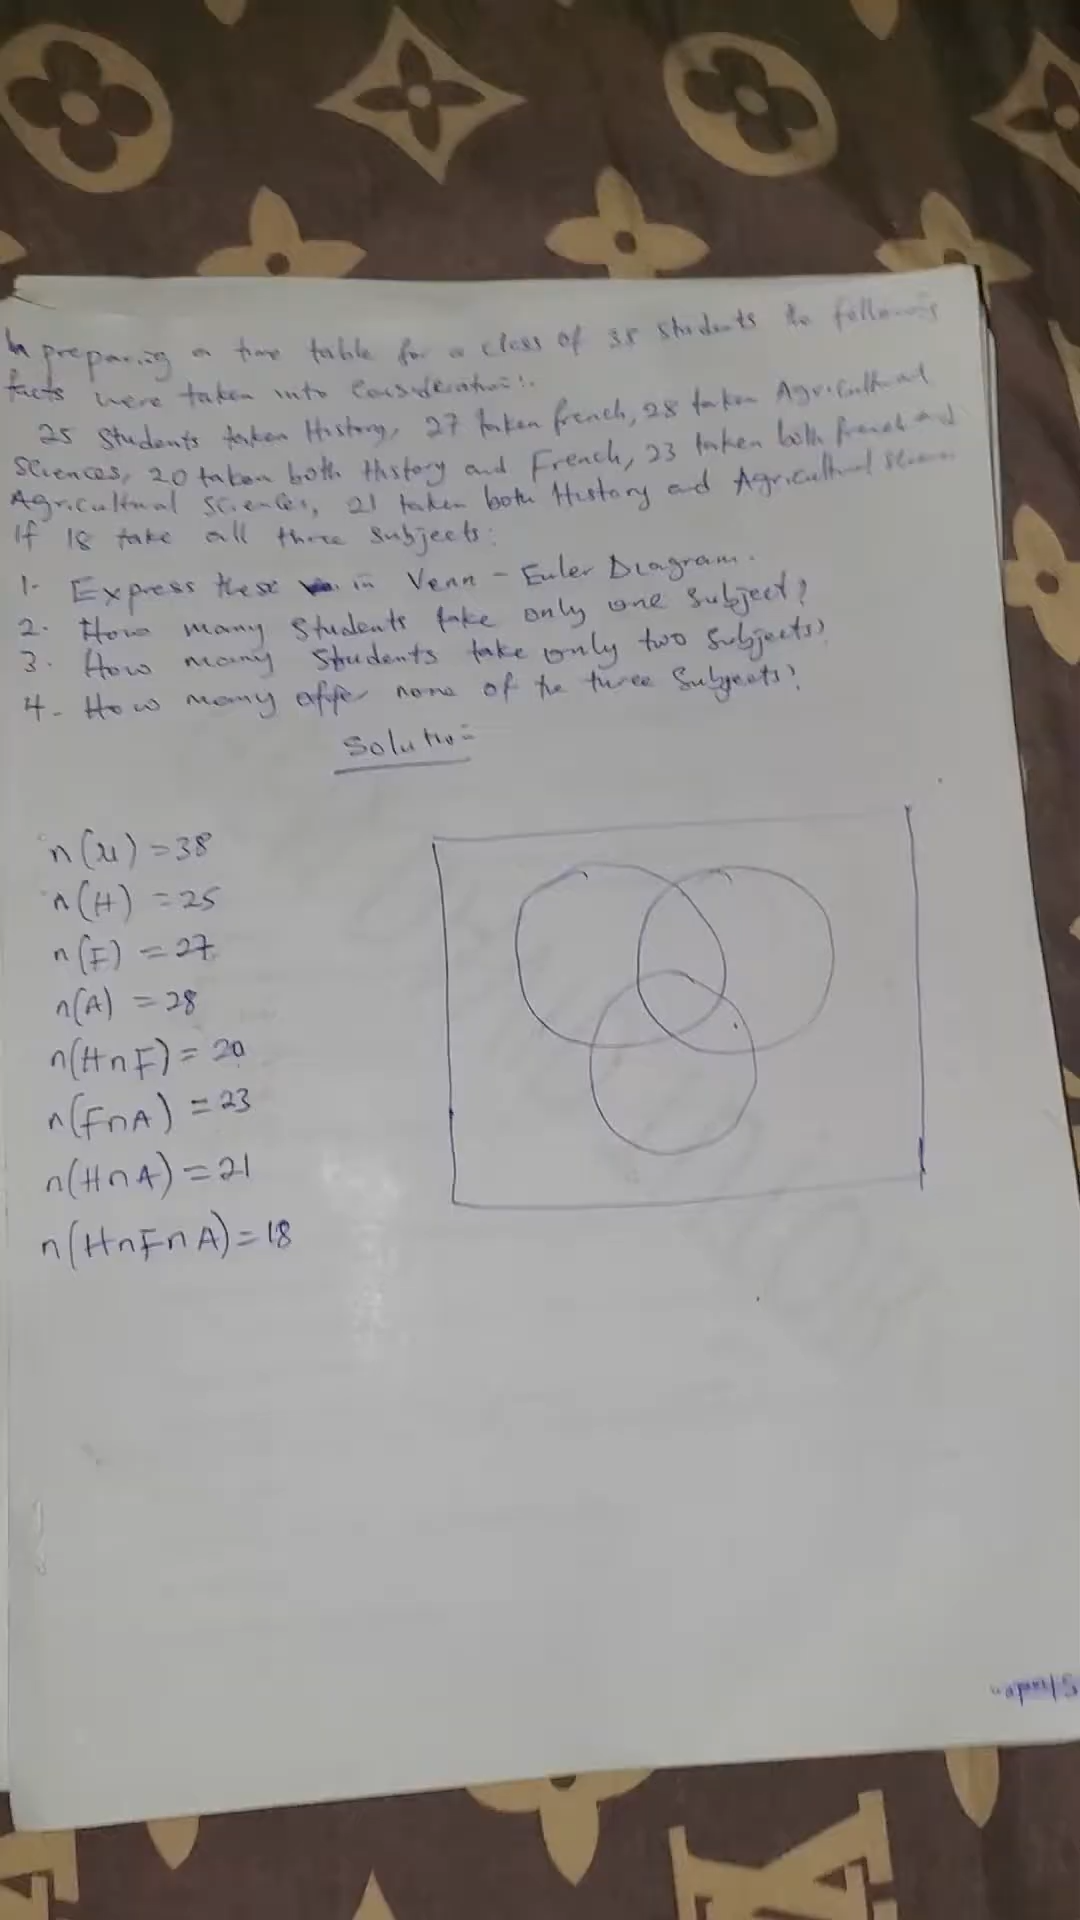 In preparing a time table for a class of 38 students the following
facts were taken into Consideration:
25 Students taken History, 27 taken french, 28 taken Agricultural
Sciences, 20 taken both History and French, 23 taken both french and
Agricultural Sciences, 21 taken both History and Agricultural
If 18 take all three subjects:
1. Express these in Venn - Euler Diagram.
2. How many Students take only one subject?
3. How many Students take only two subjects?
4. How many offer none of the three Subjects?
Solution
n(u) = 38
n(H) = 25
n(F) = 27
n(A) = 28
n(HnF) = 20
n(FnA) = 23
n(HnA) = 21
n(HnFnA) = 18